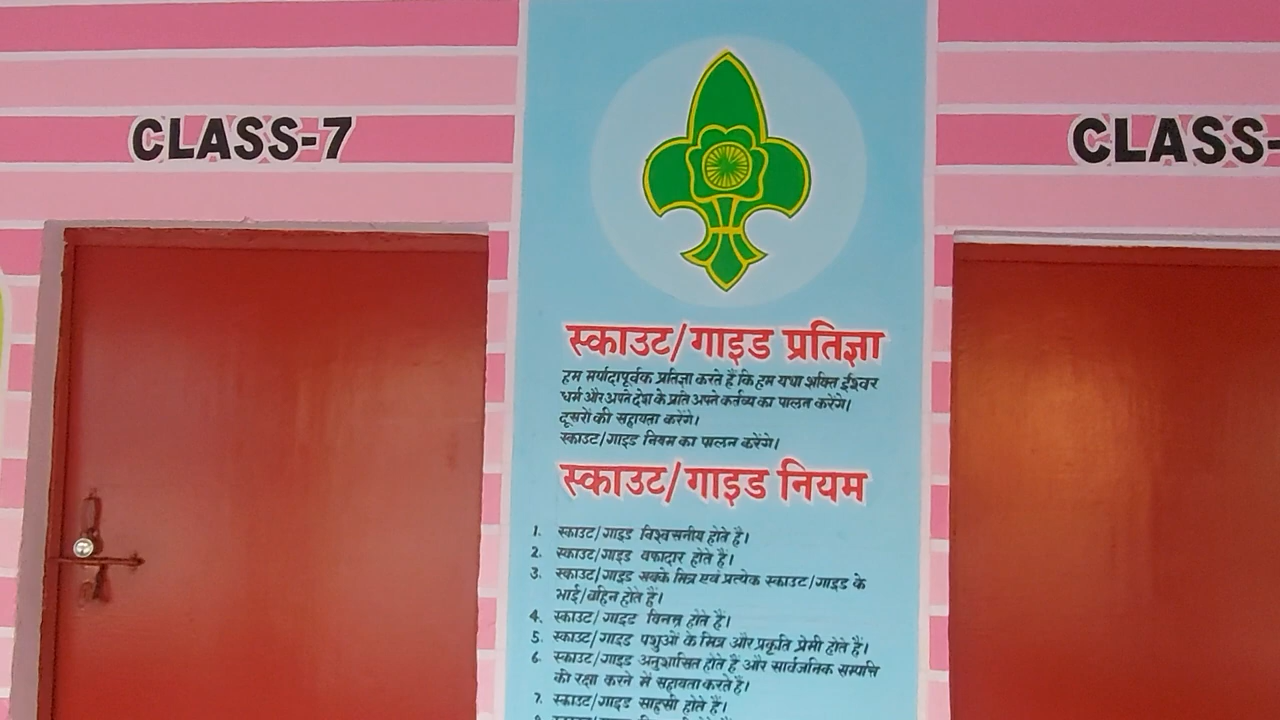 CLASS-7
CLASS-
स्काउट/गाइड प्रतिज्ञा
हम मर्यादापूर्वक प्रतिज्ञा करते हैं कि हम यथा शक्ति ईश्वर
धर्म और अपने देश के प्रति अपने कर्तव्य का पालन करेंगे।
दूसरों की सहायता करेंगे।
स्काउट/गाइड नियम का पालन करेंगे।
स्काउट/गाइड नियम
1. स्काउट/गाइड विश्वसनीय होते है।
2. स्काउट/गाइड वफादार होते हैं।
3. स्काउट/गाइड सबके मित्र एवं प्रत्येक स्काउट/गाइड के
भाई/बहिन होते हैं।
4. स्काउट/गाइड विनम्र होते हैं।
5. स्काउट/गाइड पशुओं के मित्र और प्रकृति प्रेमी होते हैं।
6. स्काउट/गाइड अनुशासित होते हैं और सार्वजनिक सम्पत्ति
की रक्षा करने में सहायता करते हैं।
7. स्काउट/गाइड साहसी होते हैं।